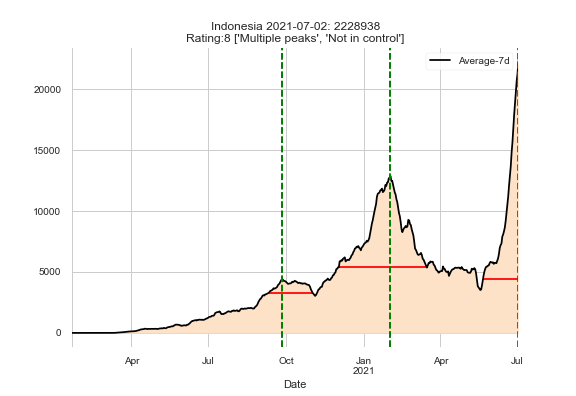 Indonesia 2021-07-02: 2228938
Rating:8 ['Multiple peaks', 'Not in control']
Average-7d
20000
15000
10000
5000
0
Apr
Jul
Oct
Jan
2021
Apr
Jul
Date